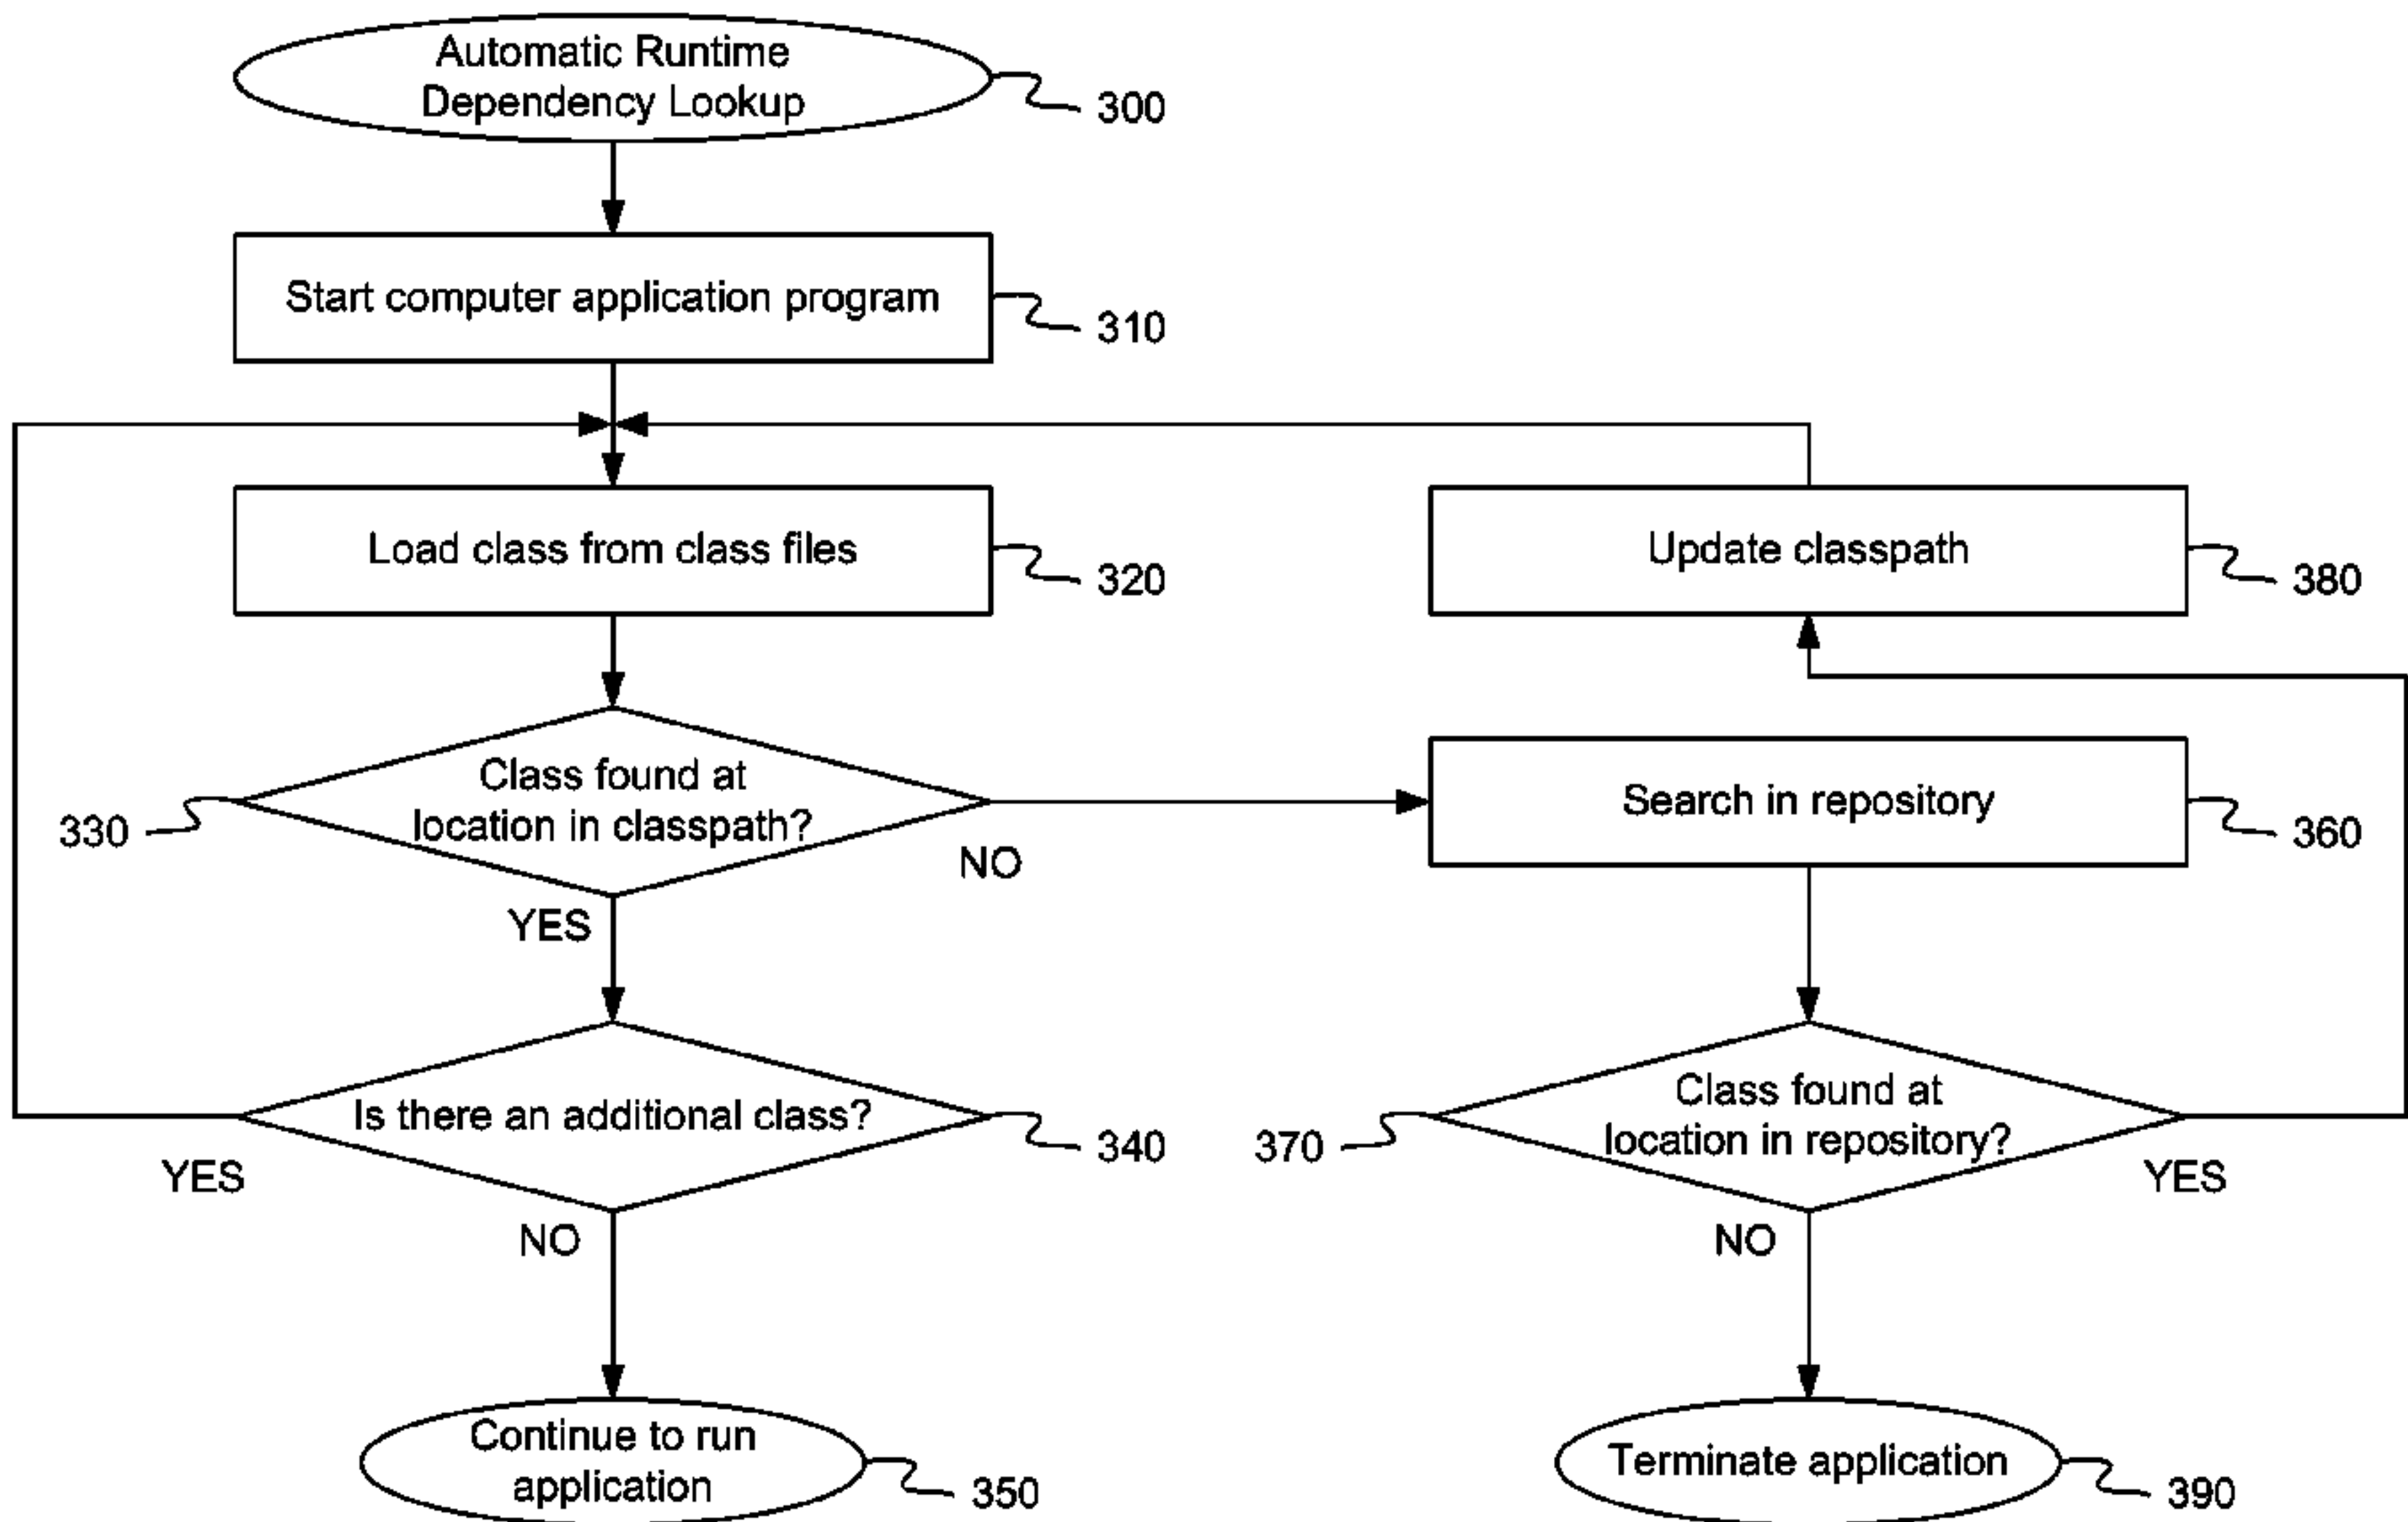 Automatic Runtime
Dependency Lookup
300
Start computer application program
310
Load class from class files
320
Update classpath
380
Class found at
location in classpath?
330
NO
YES
Search in repository
360
Is there an additional class?
340
YES
NO
Class found at
location in repository?
370
YES
NO
Continue to run
application
350
Terminate application
390